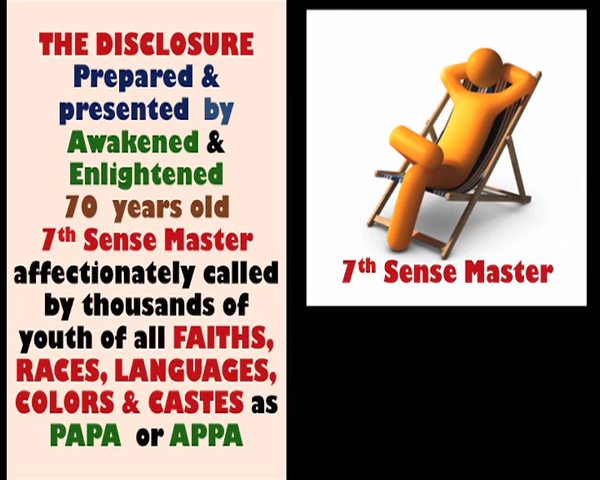 THE DISCLOSURE
Prepared &
presented by
Awakened &
Enlightened
70 years old
7th Sense Master
affectionately called
by thousands of
youth of all FAITHS,
RACES, LANGUAGES,
COLORS & CASTES as
PAPA or APPA
7th Sense Master